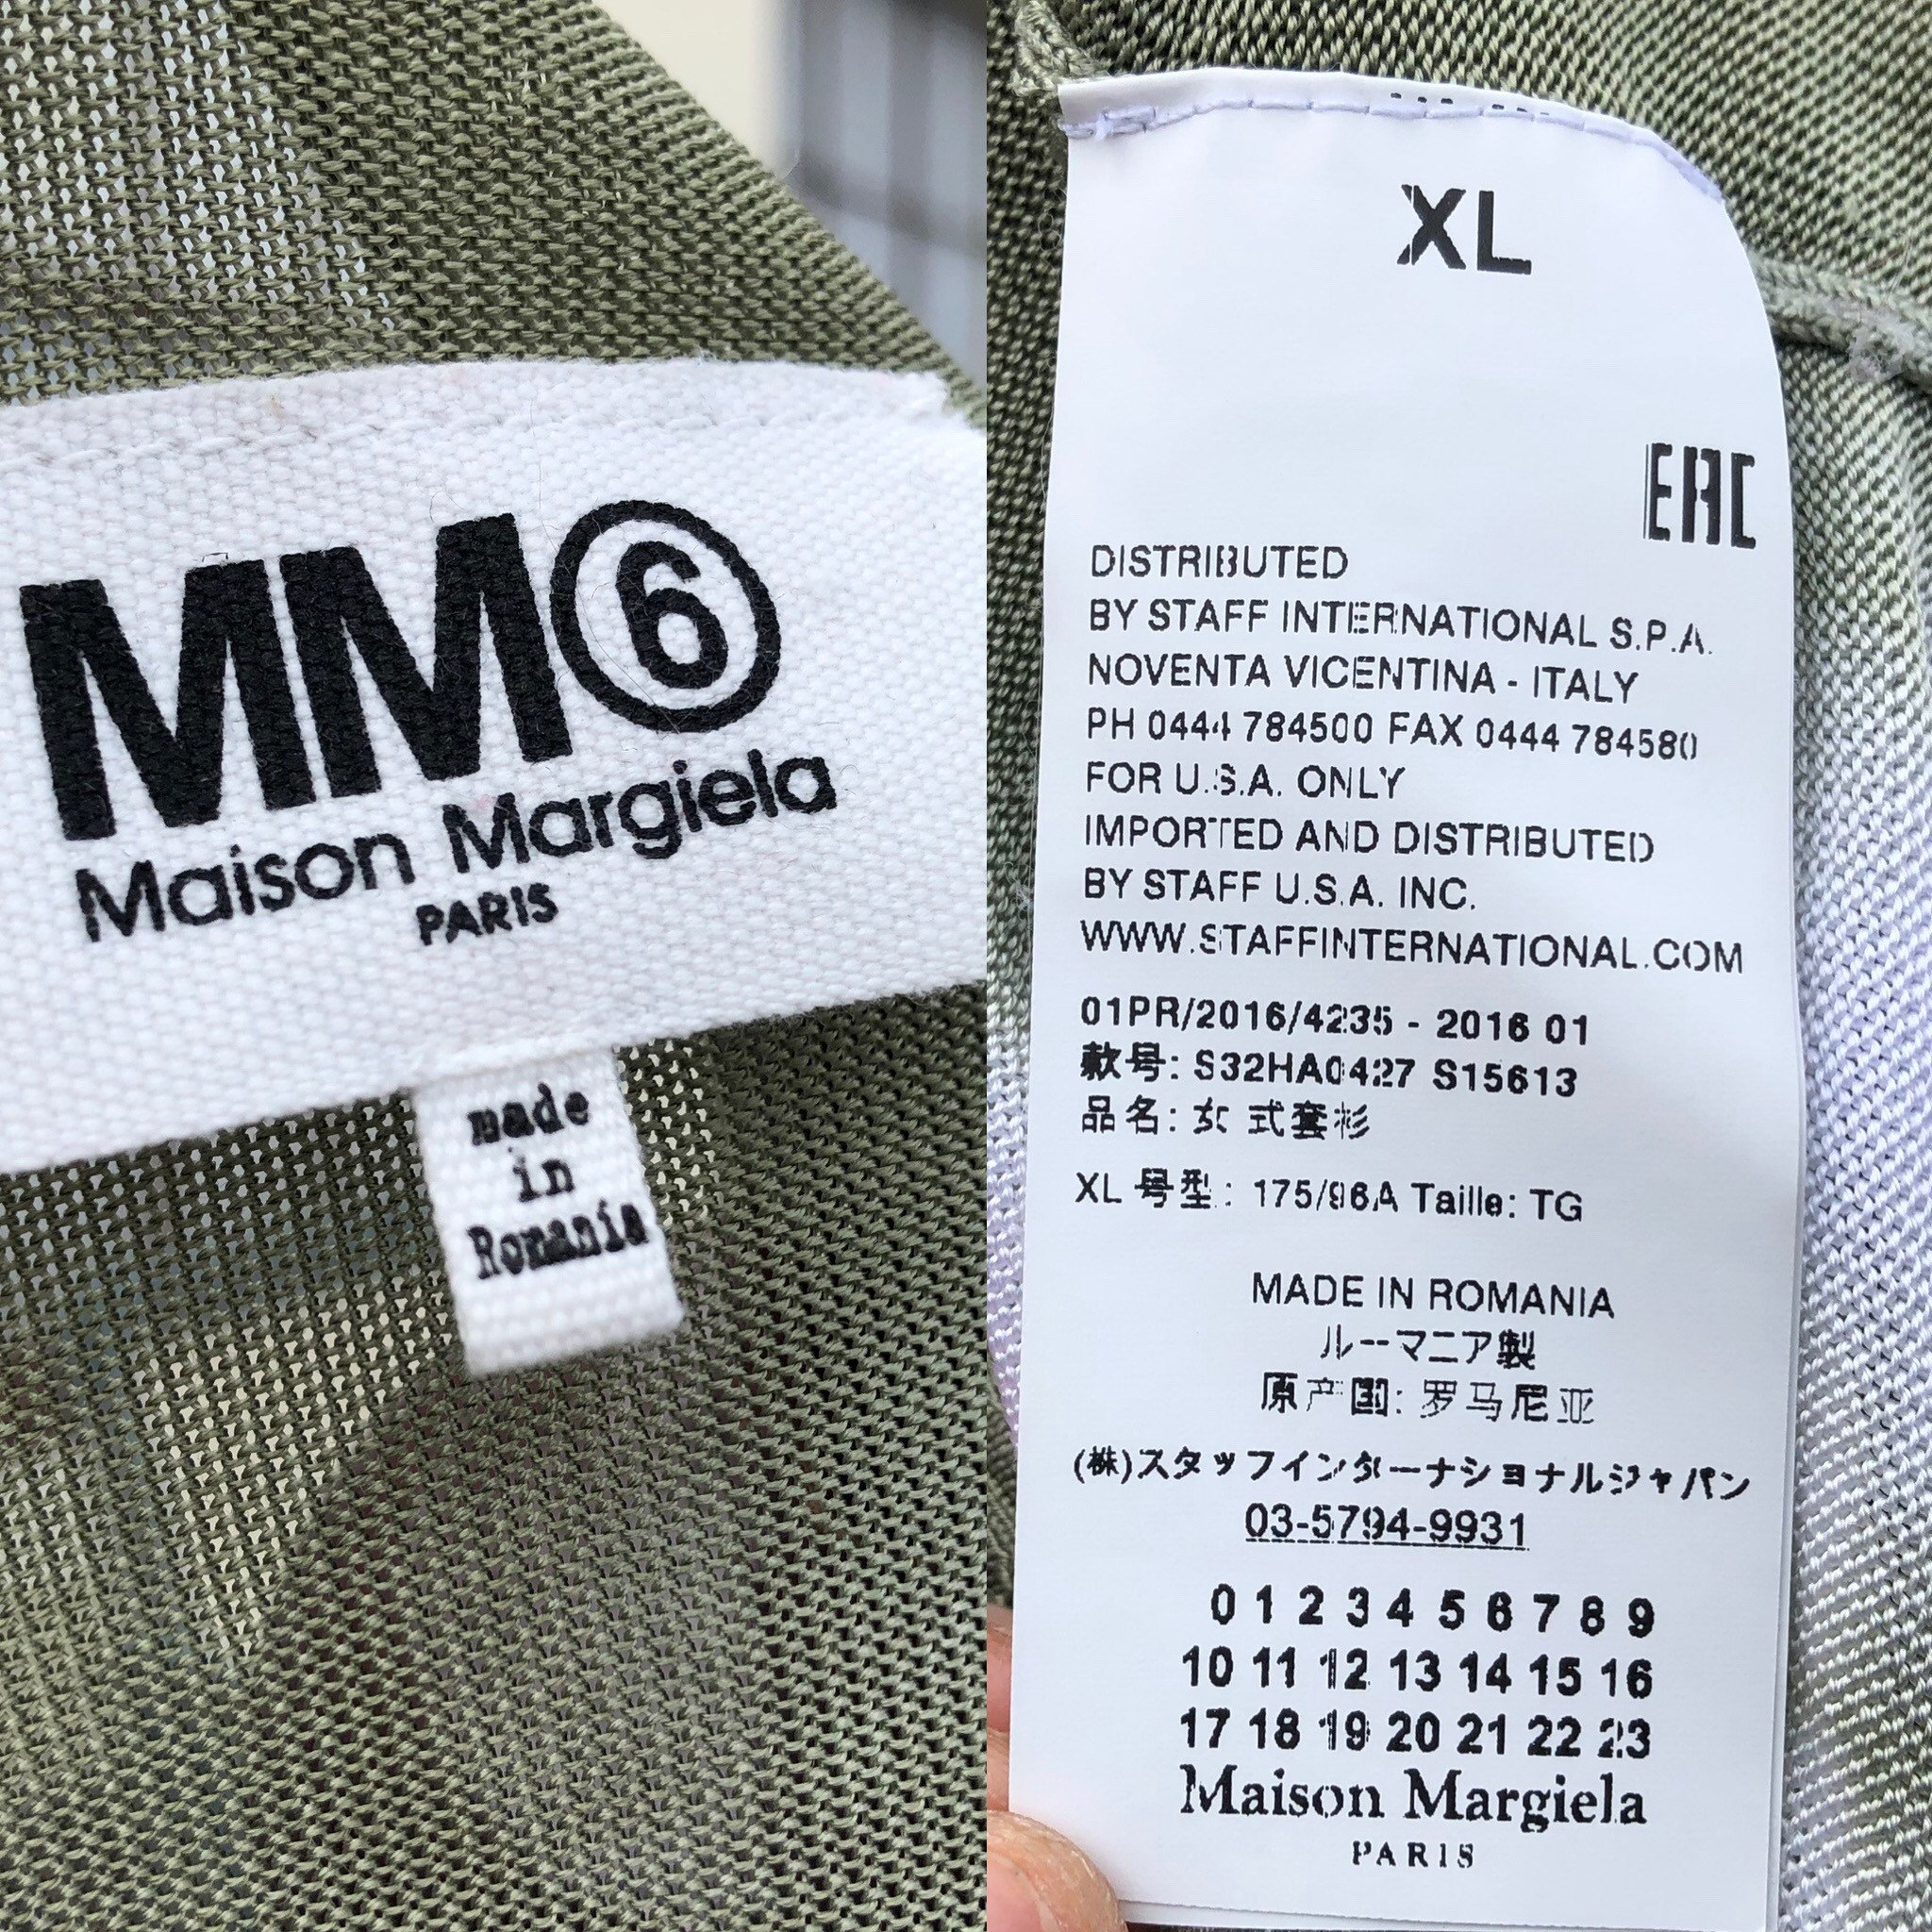 MM⑥
Maison Margiela
PARIS
made
in
Romania
XL
EAC
DISTRIBUTED
BY STAFF INTERNATIONAL S.P.A.
NOVENTA VICENTINA - ITALY
PH 0444 784500 FAX 0444 784580
FOR U.S.A. ONLY
IMPORTED AND DISTRIBUTED
BY STAFF U.S.A. INC.
WWW.STAFFINTERNATIONAL.COM
01PR/2016/4235 - 2016 01
款号: S32HA0427 S15613
品名: 女 式套衫
XL 号型: 175/96A Taille: TG
MADE IN ROMANIA
ルーマニア製
原产国: 罗马尼亚
(株)スタッフインターナショナルジャパン
03-5794-9931
0 1 2 3 4 5 6 7 8 9
10 11 12 13 14 15 16
17 18 19 20 21 22 23
Maison Margiela
PARIS